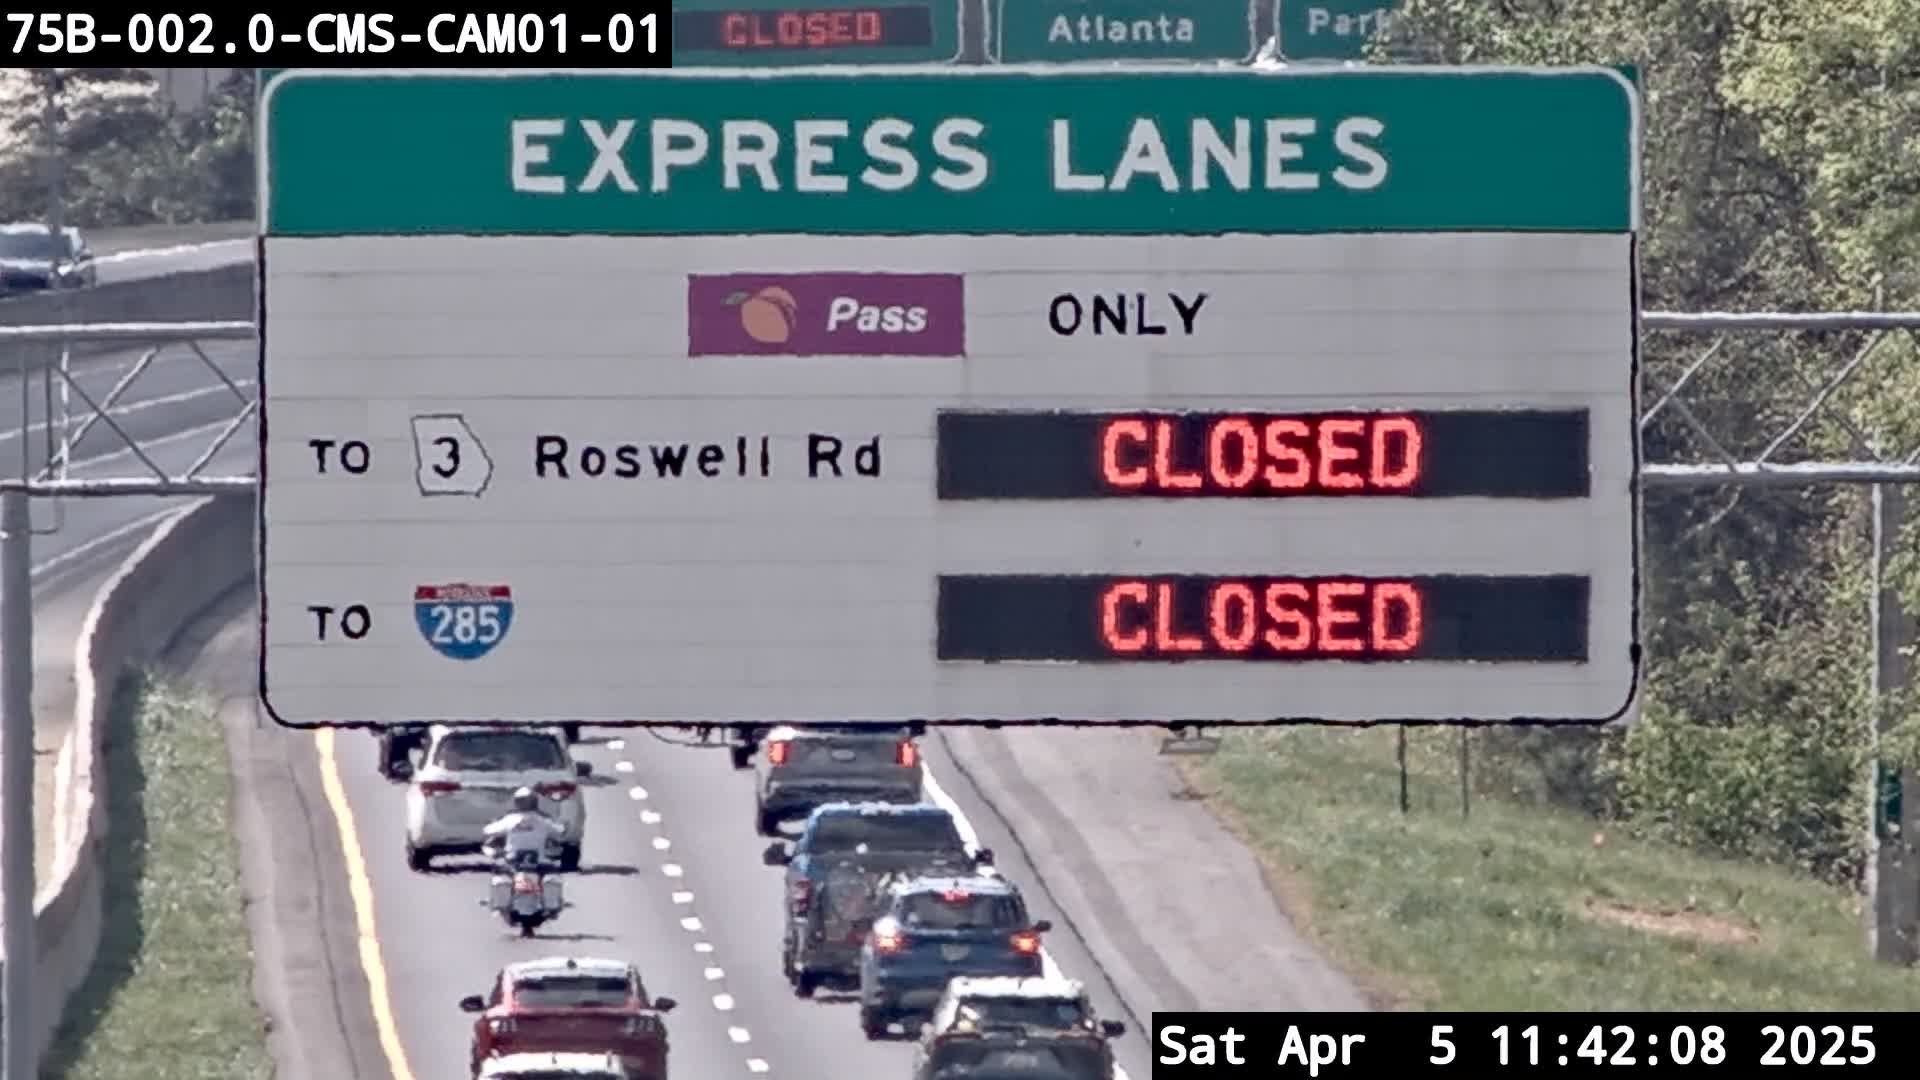 75B-002.0-CMS-CAM01-01
CLOSED
Atlanta
Park
EXPRESS LANES
Pass ONLY
TO 3 Roswell Rd CLOSED
TO 285 CLOSED
Sat Apr 5 11:42:08 2025